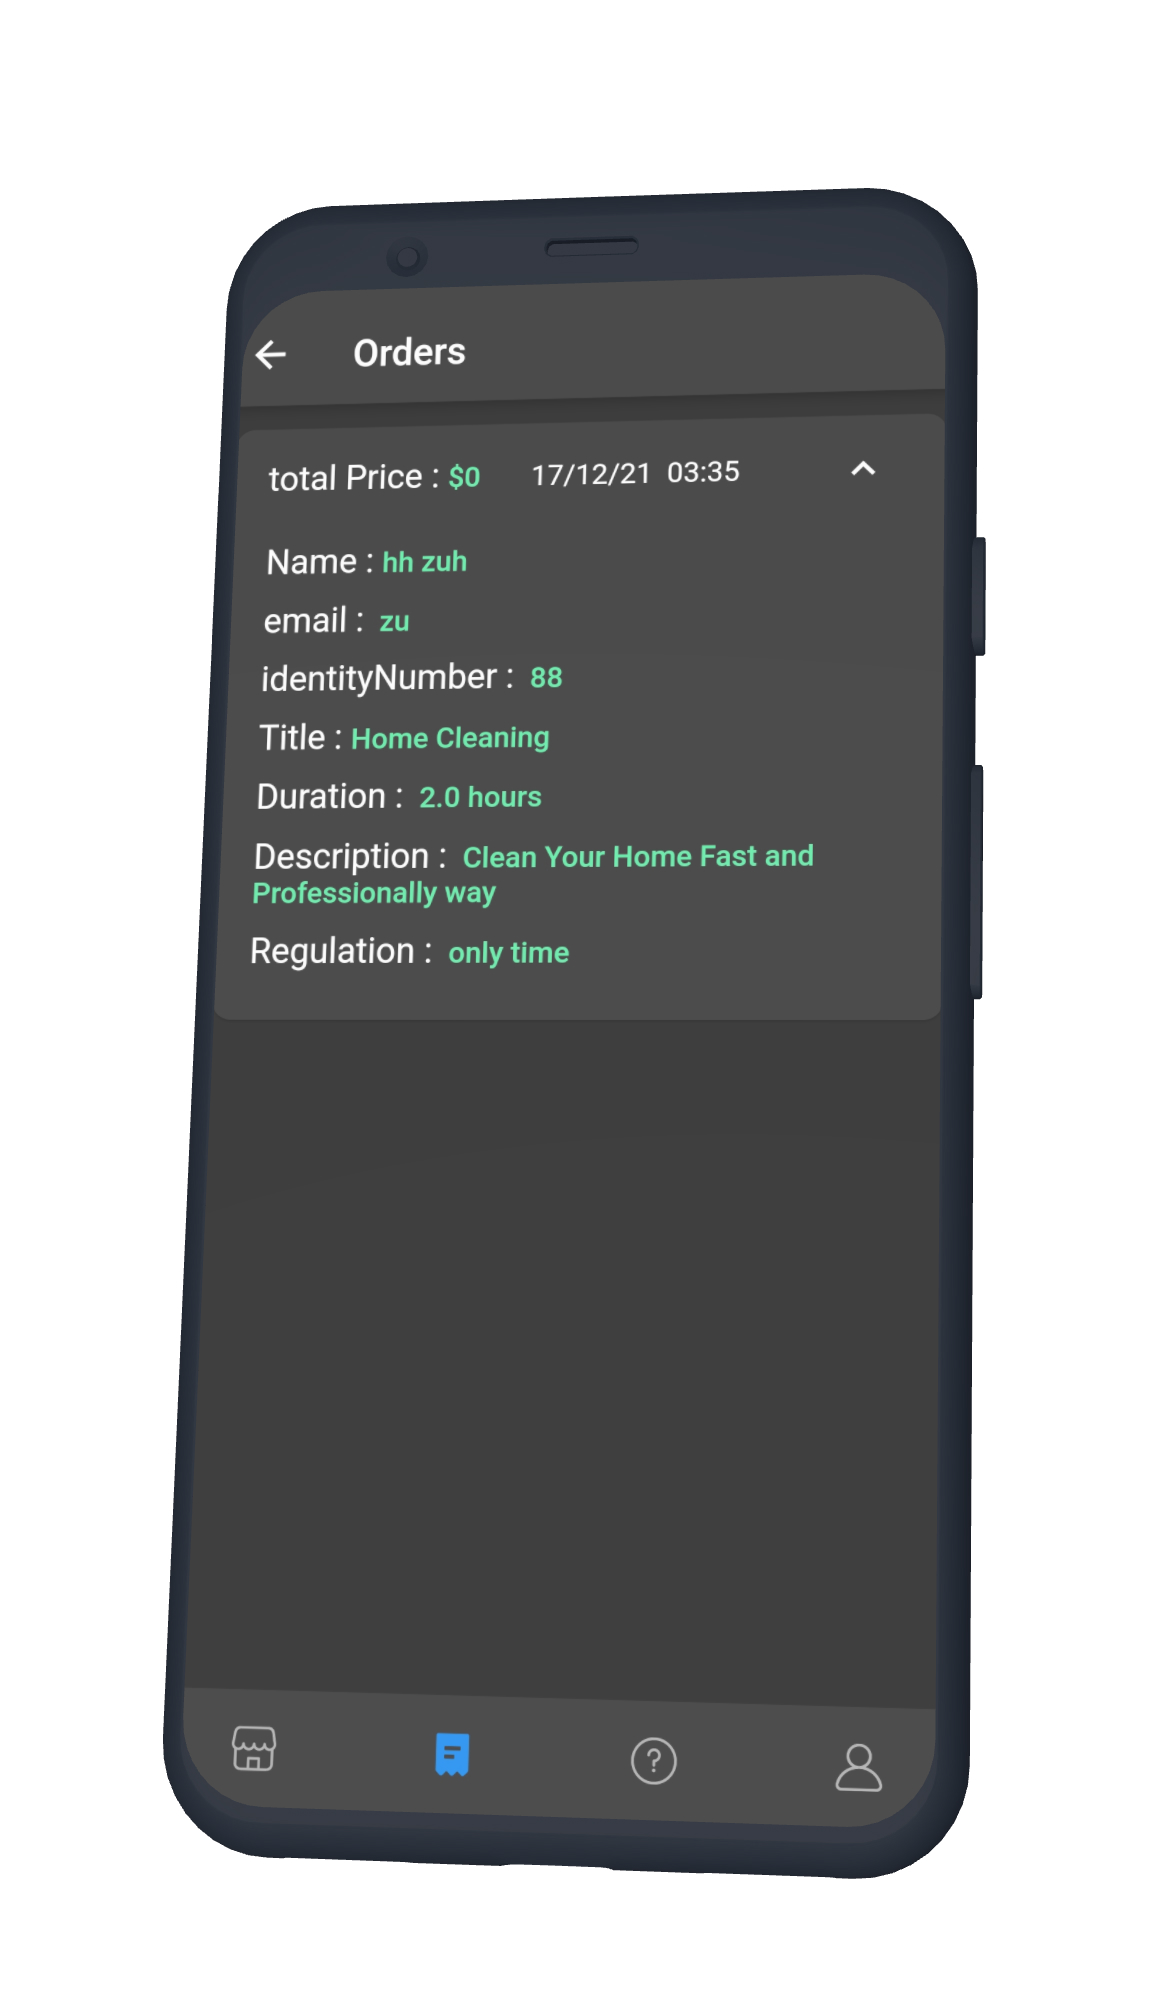 Orders
total Price : $0 17/12/21 03:35
Name : hh zuh
email : zu
identityNumber : 88
Title : Home Cleaning
Duration : 2.0 hours
Description : Clean Your Home Fast and
Professionally way
Regulation : only time
?